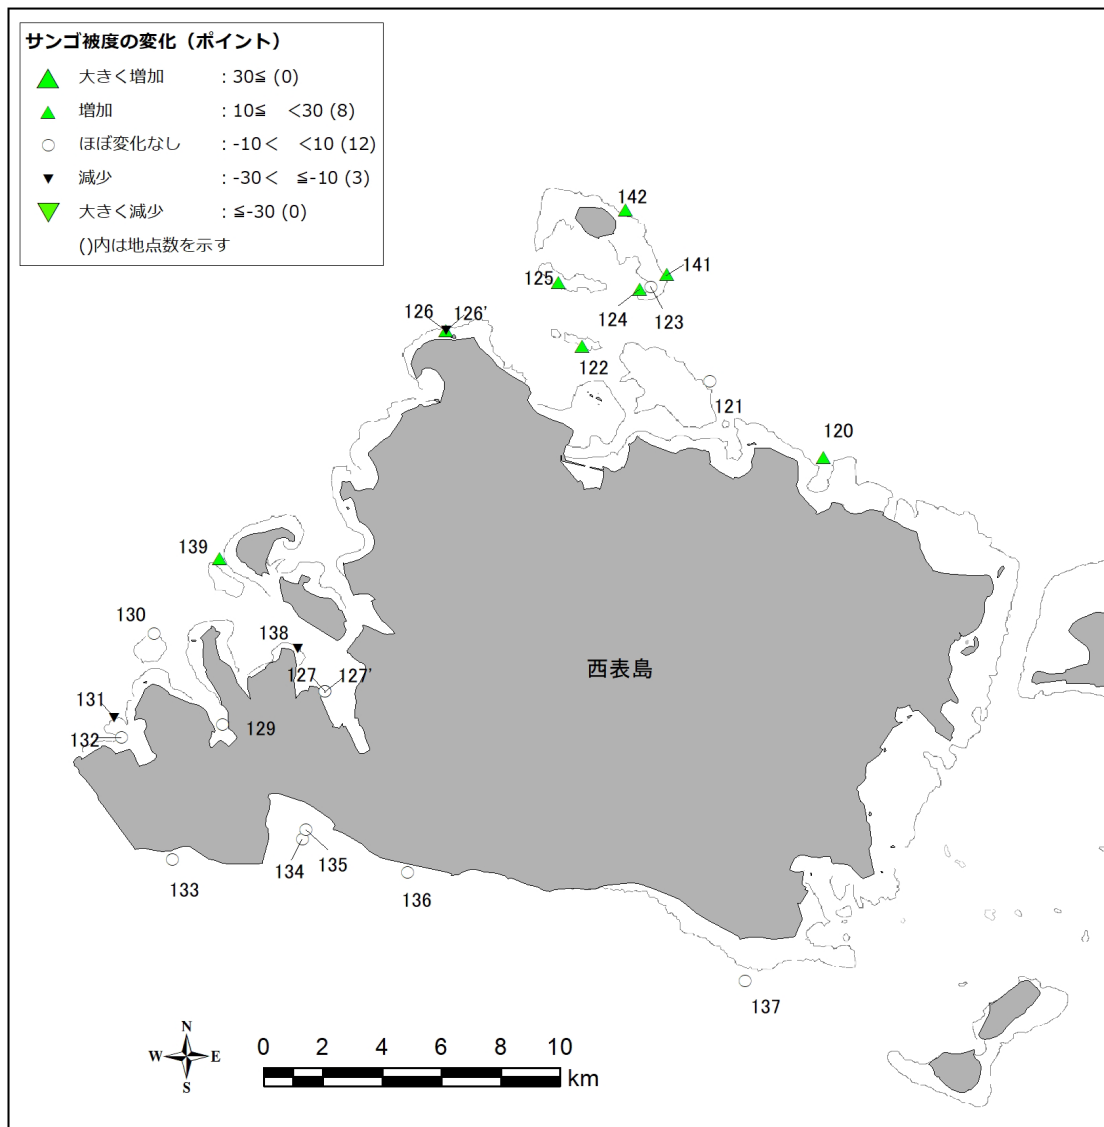 サンゴ被度の変化（ポイント）
大きく増加 : 30≦ (0)
増加 : 10≦ ＜30 (8)
ほぼ変化なし : -10＜ ＜10 (12)
減少 : -30＜ ≦-10 (3)
大きく減少 : ≦-30 (0)
()内は地点数を示す
142
141
125
124
123
126
126'
122
121
120
139
130
138
西表島
127
127'
131
129
132
134
135
133
136
137
N
W
E
S
0 2 4 6 8 10
km